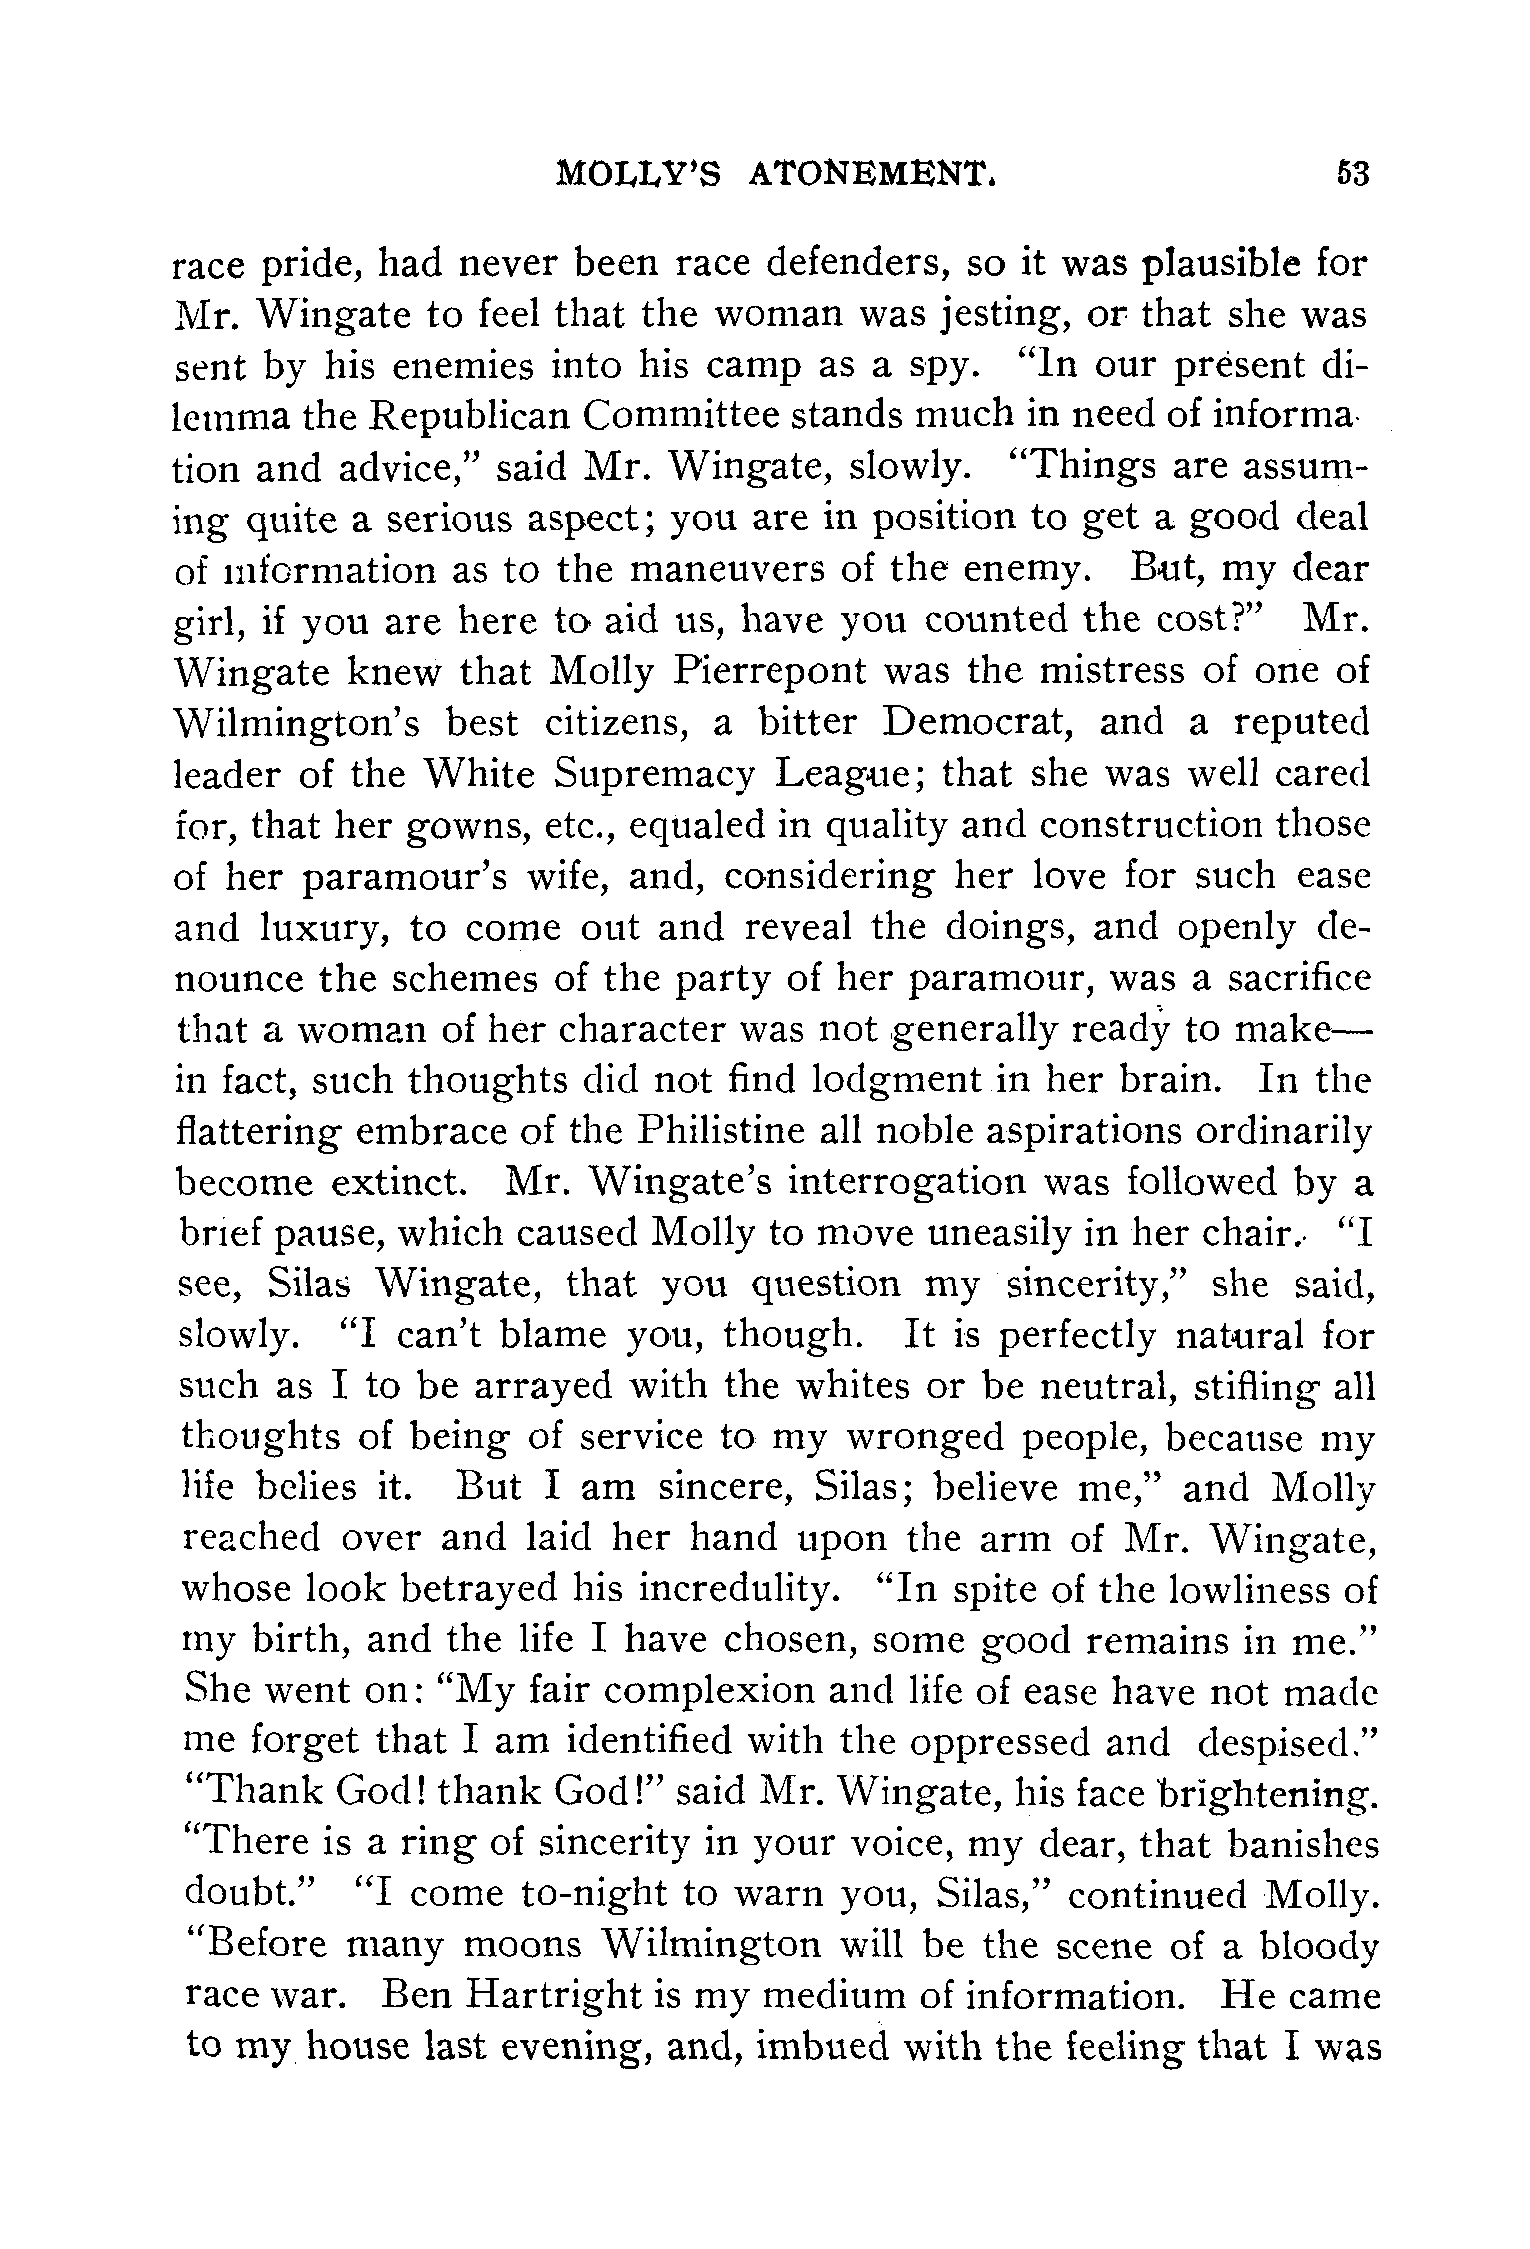 MOLLY'S ATONEMENT. 53
race pride, had never been race defenders, so it was plausible for
Mr. Wingate to feel that the woman was jesting, or that she was
sent by his enemies into his camp as a spy. “In our present di-
lemma the Republican Committee stands much in need of informa-
tion and advice,” said Mr. Wingate, slowly. “Things are assum-
ing quite a serious aspect; you are in position to get a good deal
of information as to the maneuvers of the enemy. But, my dear
girl, if you are here to aid us, have you counted the cost?” Mr.
Wingate knew that Molly Pierrepont was the mistress of one of
Wilmington's best citizens, a bitter Democrat, and a reputed
leader of the White Supremacy League; that she was well cared
for, that her gowns, etc., equaled in quality and construction those
of her paramour's wife, and, considering her love for such ease
and luxury, to come out and reveal the doings, and openly de-
nounce the schemes of the party of her paramour, was a sacrifice
that a woman of her character was not generally ready to make—
in fact, such thoughts did not find lodgment in her brain. In the
flattering embrace of the Philistine all noble aspirations ordinarily
become extinct. Mr. Wingate's interrogation was followed by a
brief pause, which caused Molly to move uneasily in her chair. “I
see, Silas Wingate, that you question my sincerity,” she said,
slowly. “I can't blame you, though. It is perfectly natural for
such as I to be arrayed with the whites or be neutral, stifling all
thoughts of being of service to my wronged people, because my
life belies it. But I am sincere, Silas; believe me,” and Molly
reached over and laid her hand upon the arm of Mr. Wingate,
whose look betrayed his incredulity. “In spite of the lowliness of
my birth, and the life I have chosen, some good remains in me.”
She went on: “My fair complexion and life of ease have not made
me forget that I am identified with the oppressed and despised.”
“Thank God! thank God!” said Mr. Wingate, his face brightening.
“There is a ring of sincerity in your voice, my dear, that banishes
doubt.” “I come to-night to warn you, Silas,” continued Molly.
“Before many moons Wilmington will be the scene of a bloody
race war. Ben Hartright is my medium of information. He came
to my house last evening, and, imbued with the feeling that I was